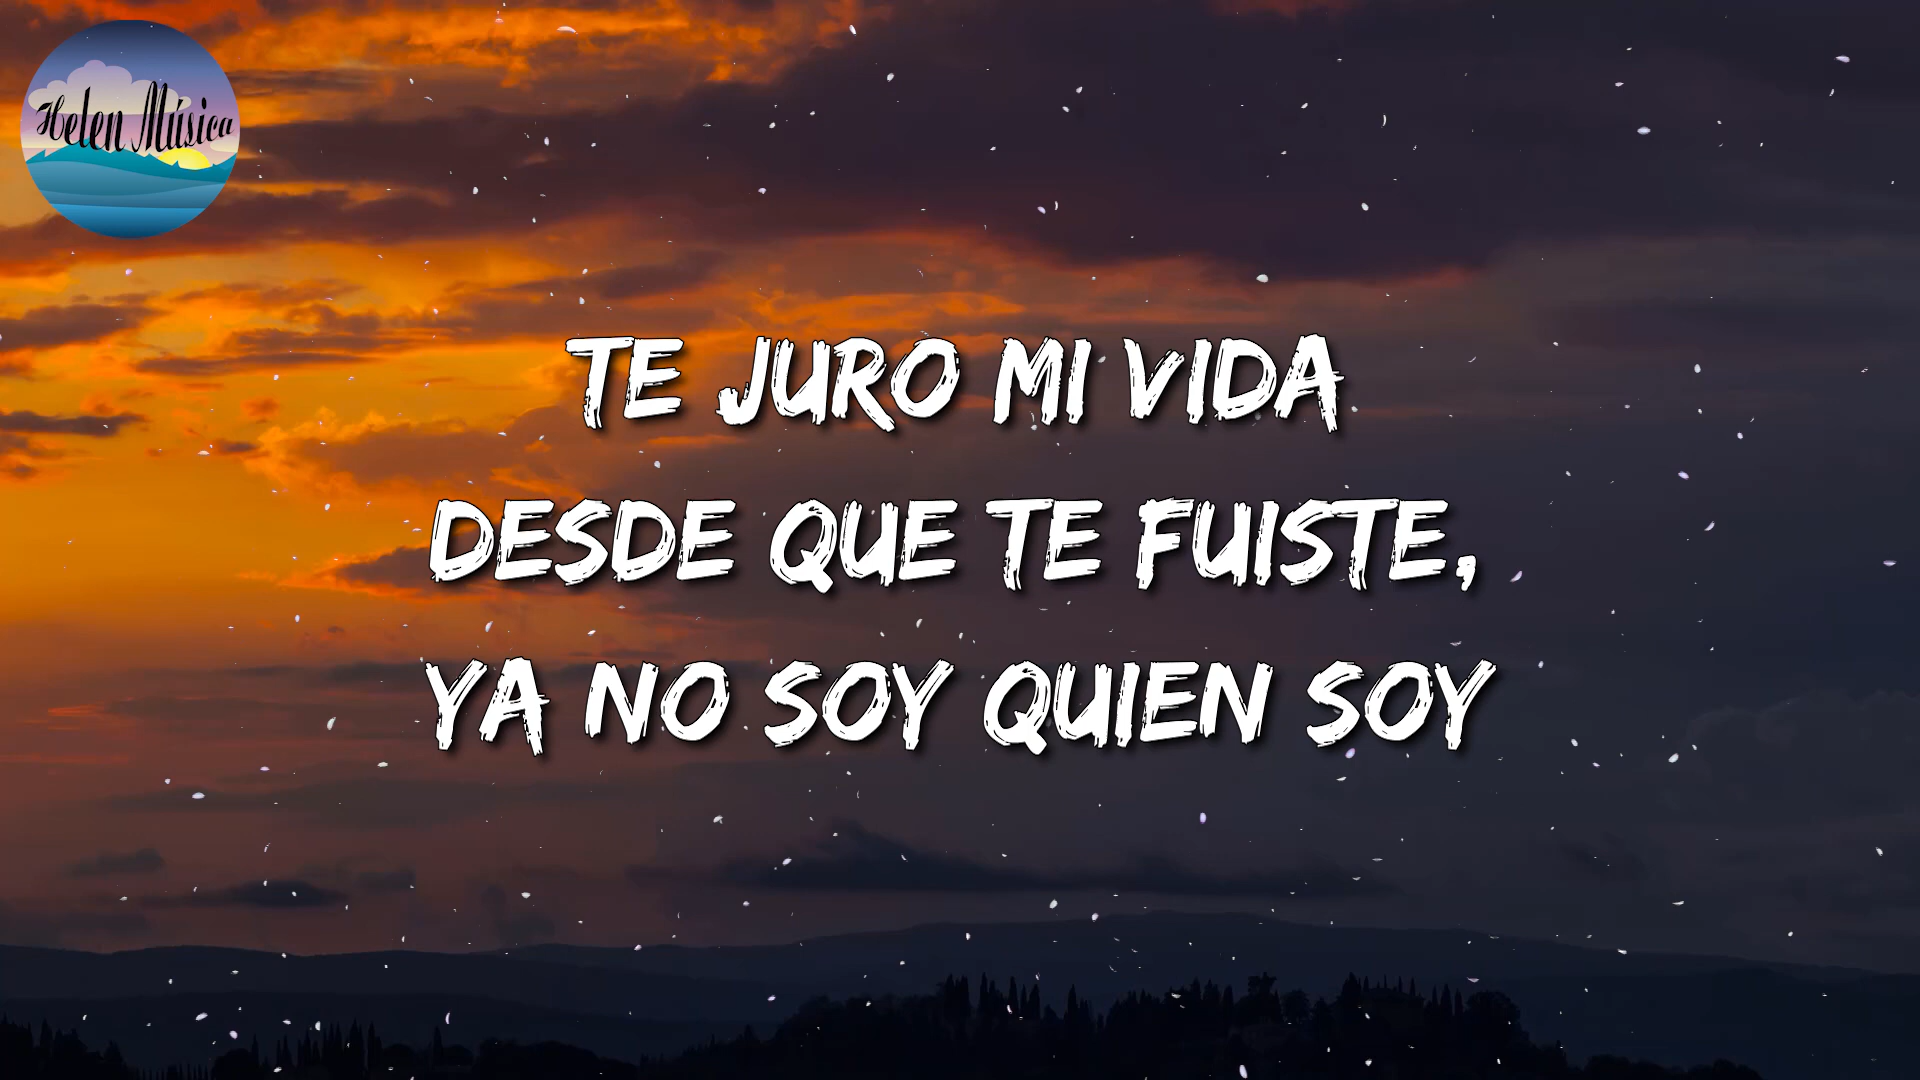 Helen Música
TE JURO MI VIDA
DESDE QUE TE FUISTE,
YA NO SOY QUIEN SOY